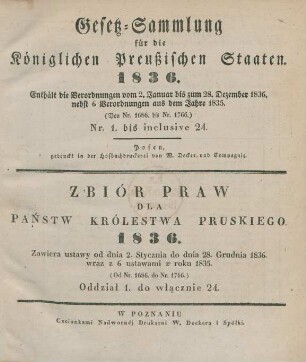 Gesetz-Sammlung
für die
Königlichen Preußischen Staaten.
1836.
Enthält die Verordnungen vom 2. Januar bis zum 28. Dezember 1836,
nebst 6 Verordnungen aus dem Jahre 1835.
(Von Nr. 1686. bis Nr. 1766.)
Nr. 1. bis inclusive 24.
Posen,
gedruckt in der Hofbuchdruckerei von W. Decker und Compagnie.
ZBIÓR PRAW
DLA
PAŃSTW KRÓLESTWA PRUSKIEGO.
1836.
Zawiera ustawy od dnia 2. Stycznia do dnia 28. Grudnia 1836.
wraz z 6 ustawami z roku 1835.
(Od Nr. 1686. do Nr. 1766.)
Oddział 1. do włącznie 24.
W POZNANIU
Czcionkami Nadwornéj Drukarni W. Deckera i Spółki.